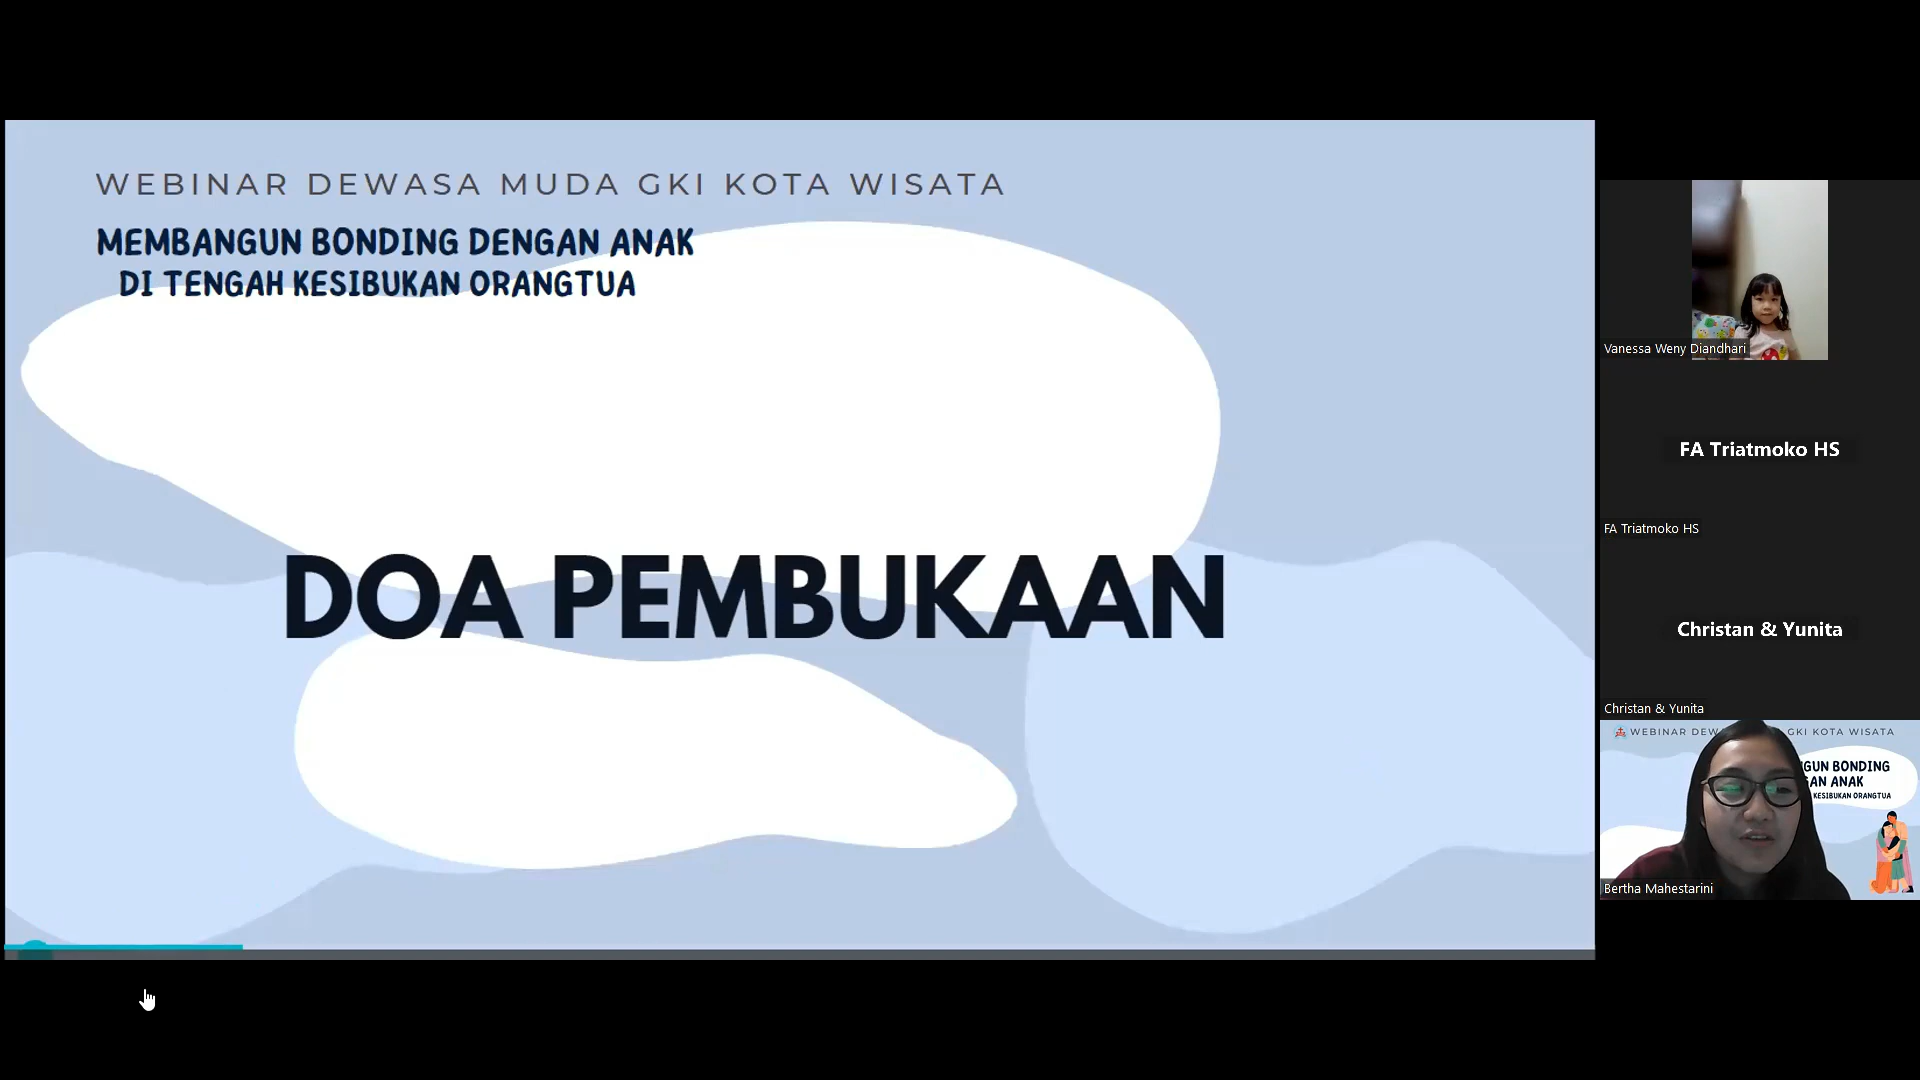 WEBINAR DEWASA MUDA GKI KOTA WISATA
MEMBANGUN BONDING DENGAN ANAK
DI TENGAH KESIBUKAN ORANGTUA
DOA PEMBUKAAN
Vanessa Weny Diandhari
FA Triatmoko HS
FA Triatmoko HS
Christan & Yunita
Christan & Yunita
WEBINAR DEW GKI KOTA WISATA
GUN BONDING
AN ANAK
KESIBUKAN ORANGTUA
Bertha Mahestarini